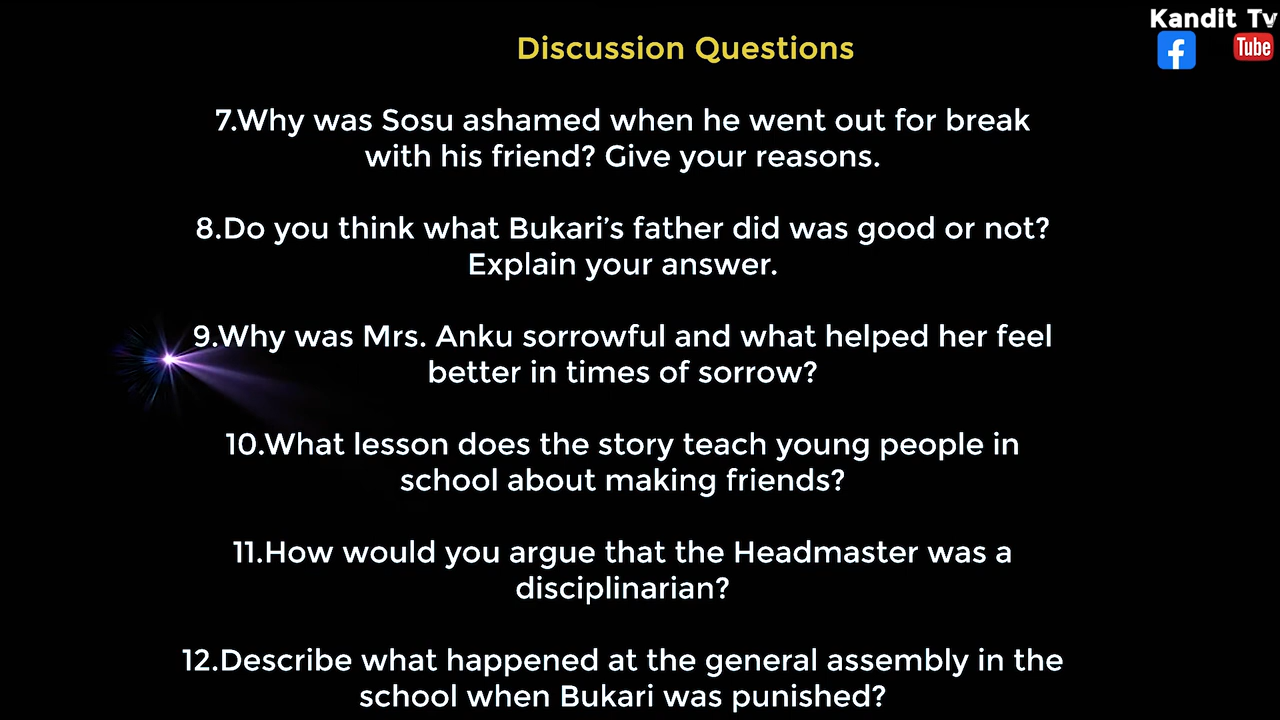 Kandit Tv
f
Tube
Discussion Questions
7.Why was Sosu ashamed when he went out for break
with his friend? Give your reasons.
8.Do you think what Bukari’s father did was good or not?
Explain your answer.
9.Why was Mrs. Anku sorrowful and what helped her feel
better in times of sorrow?
10.What lesson does the story teach young people in
school about making friends?
11.How would you argue that the Headmaster was a
disciplinarian?
12.Describe what happened at the general assembly in the
school when Bukari was punished?